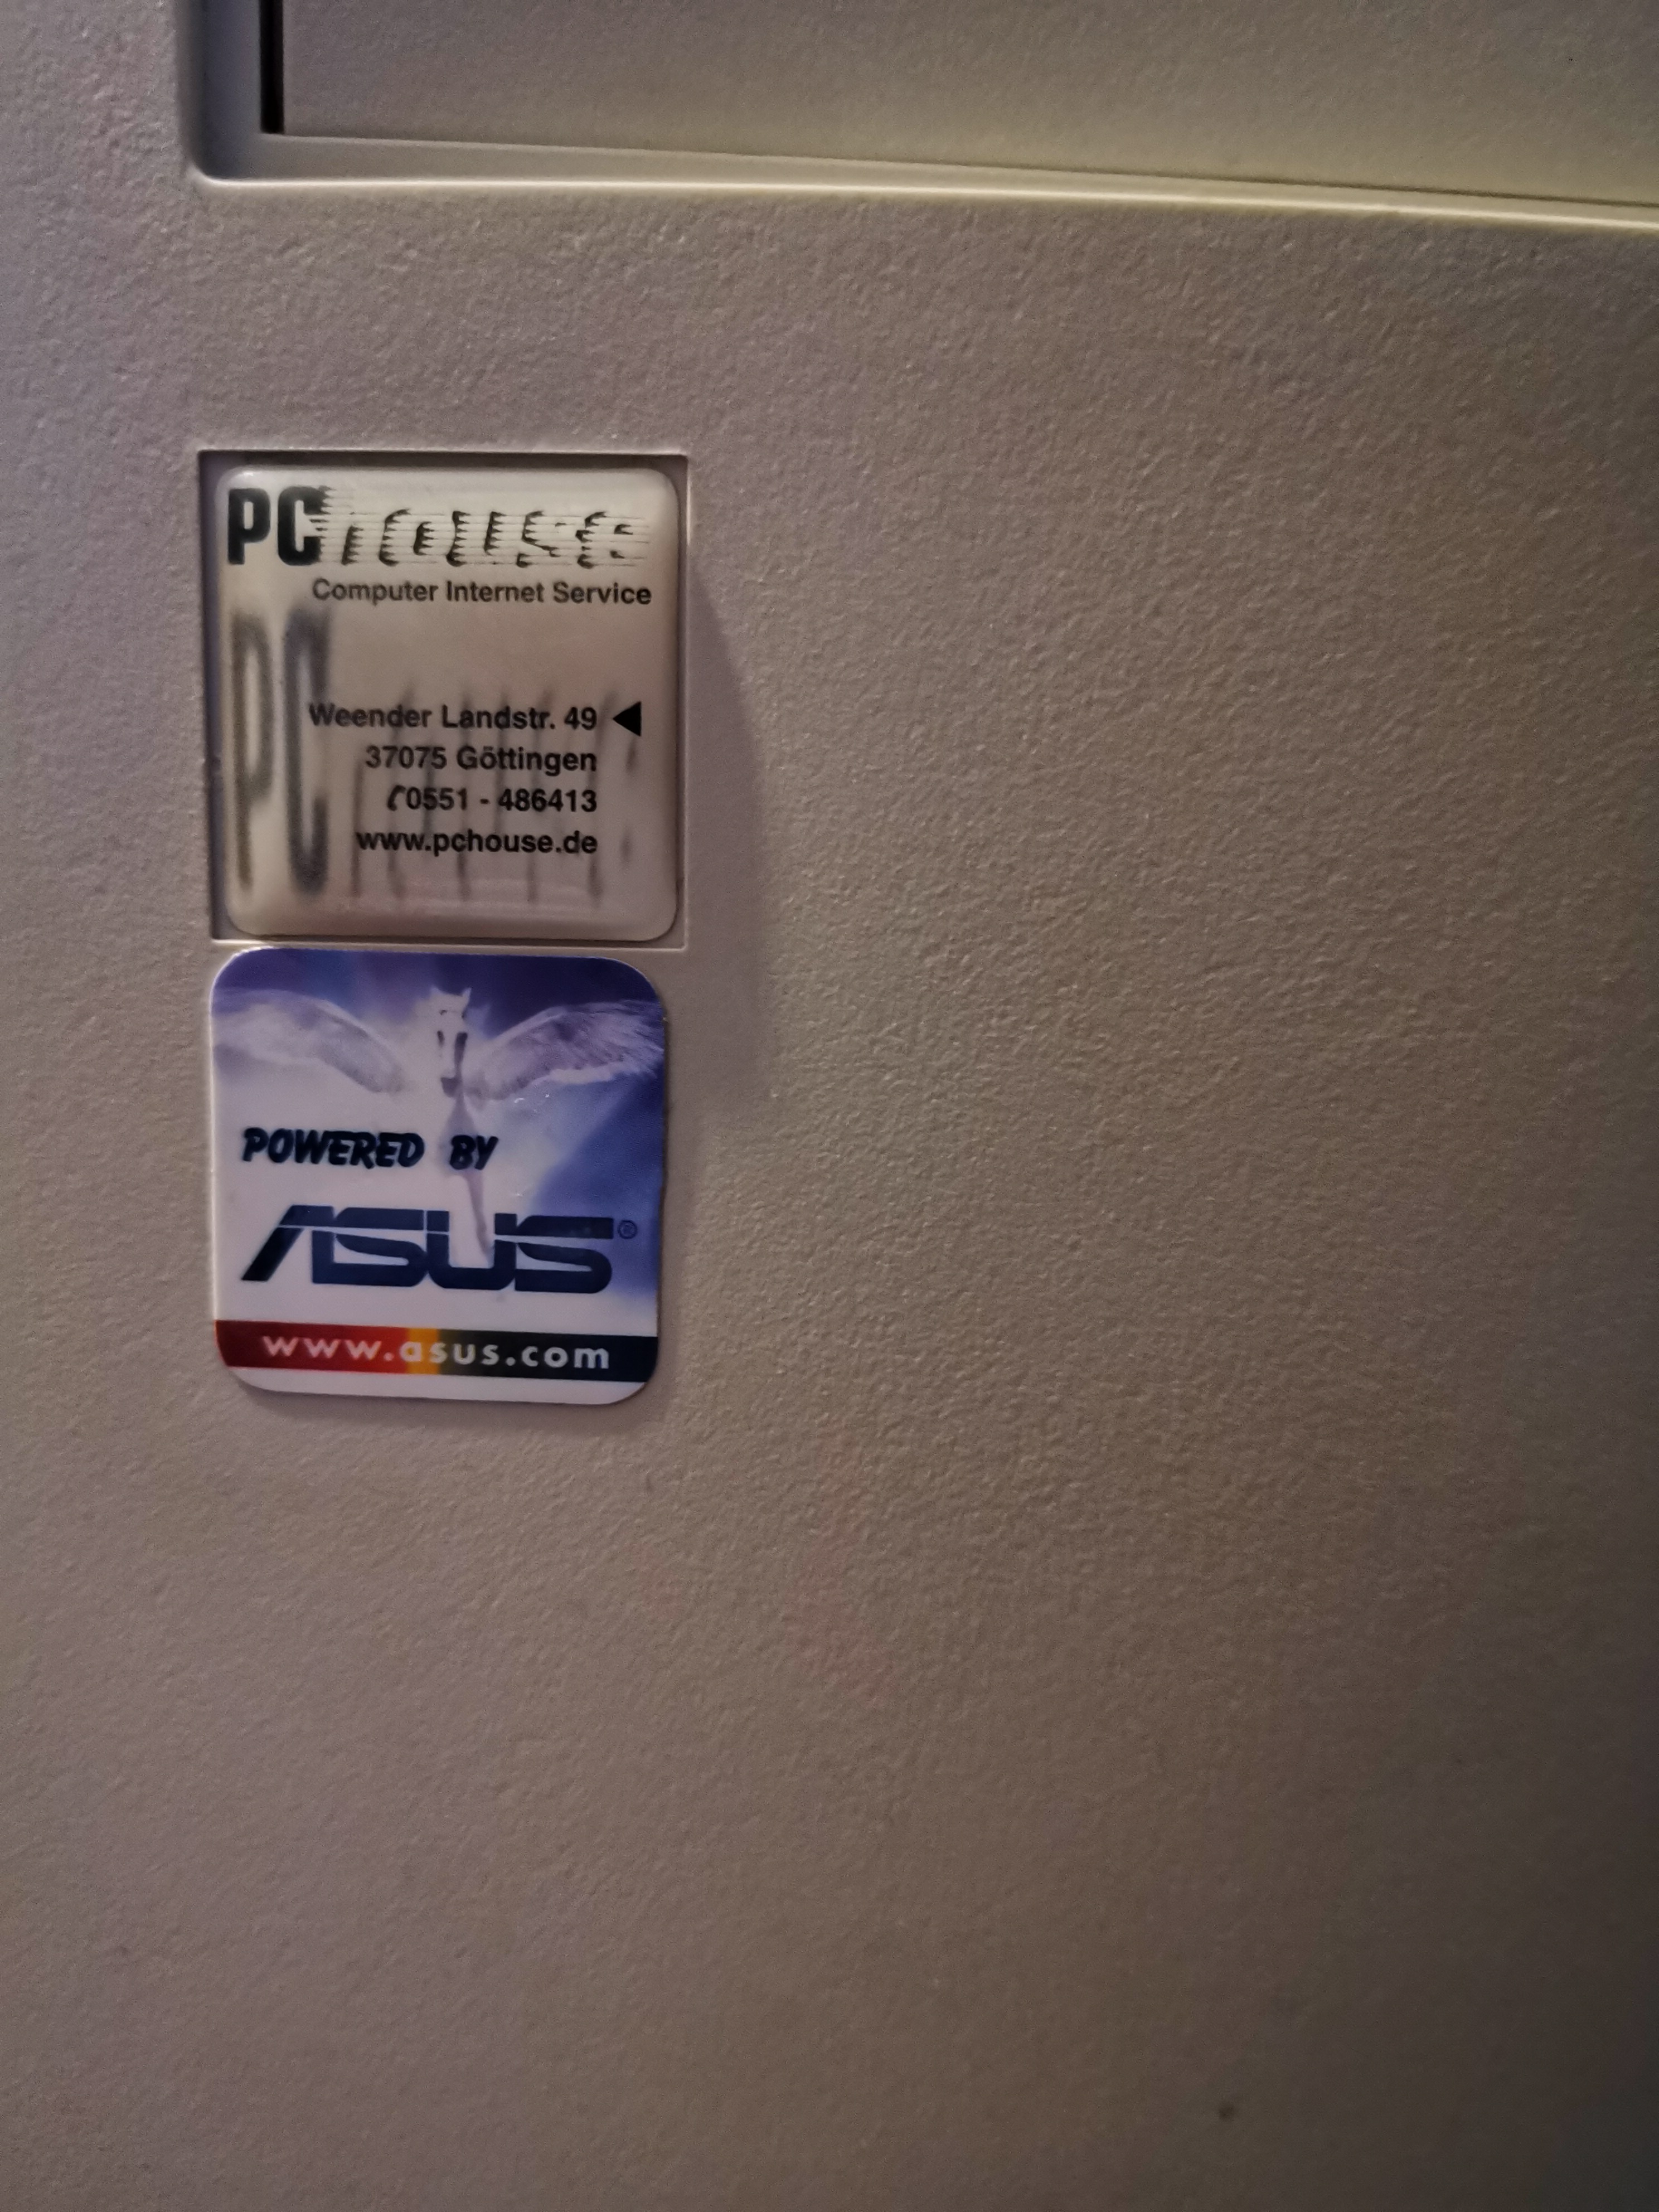 PChouse
Computer Internet Service
PC
Weender Landstr. 49 ◀
37075 Göttingen
✆0551 - 486413
www.pchouse.de
POWERED BY
ASUS®
www.asus.com